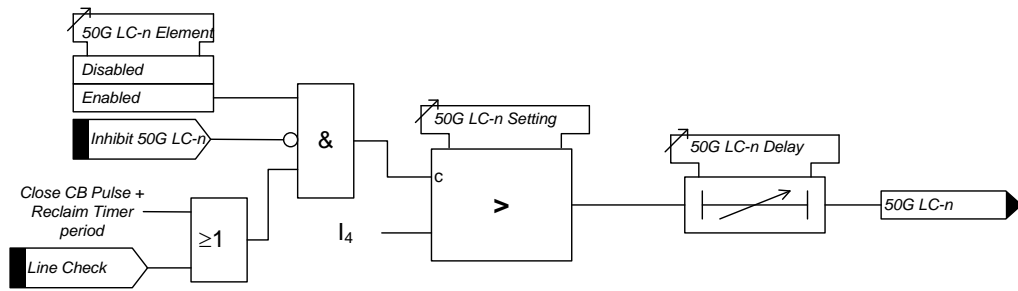 50G LC-n Element
Disabled
Enabled
Inhibit 50G LC-n
&
Close CB Pulse +
Reclaim Timer
period
≥1
Line Check
50G LC-n Setting
c
>
I4
50G LC-n Delay
50G LC-n